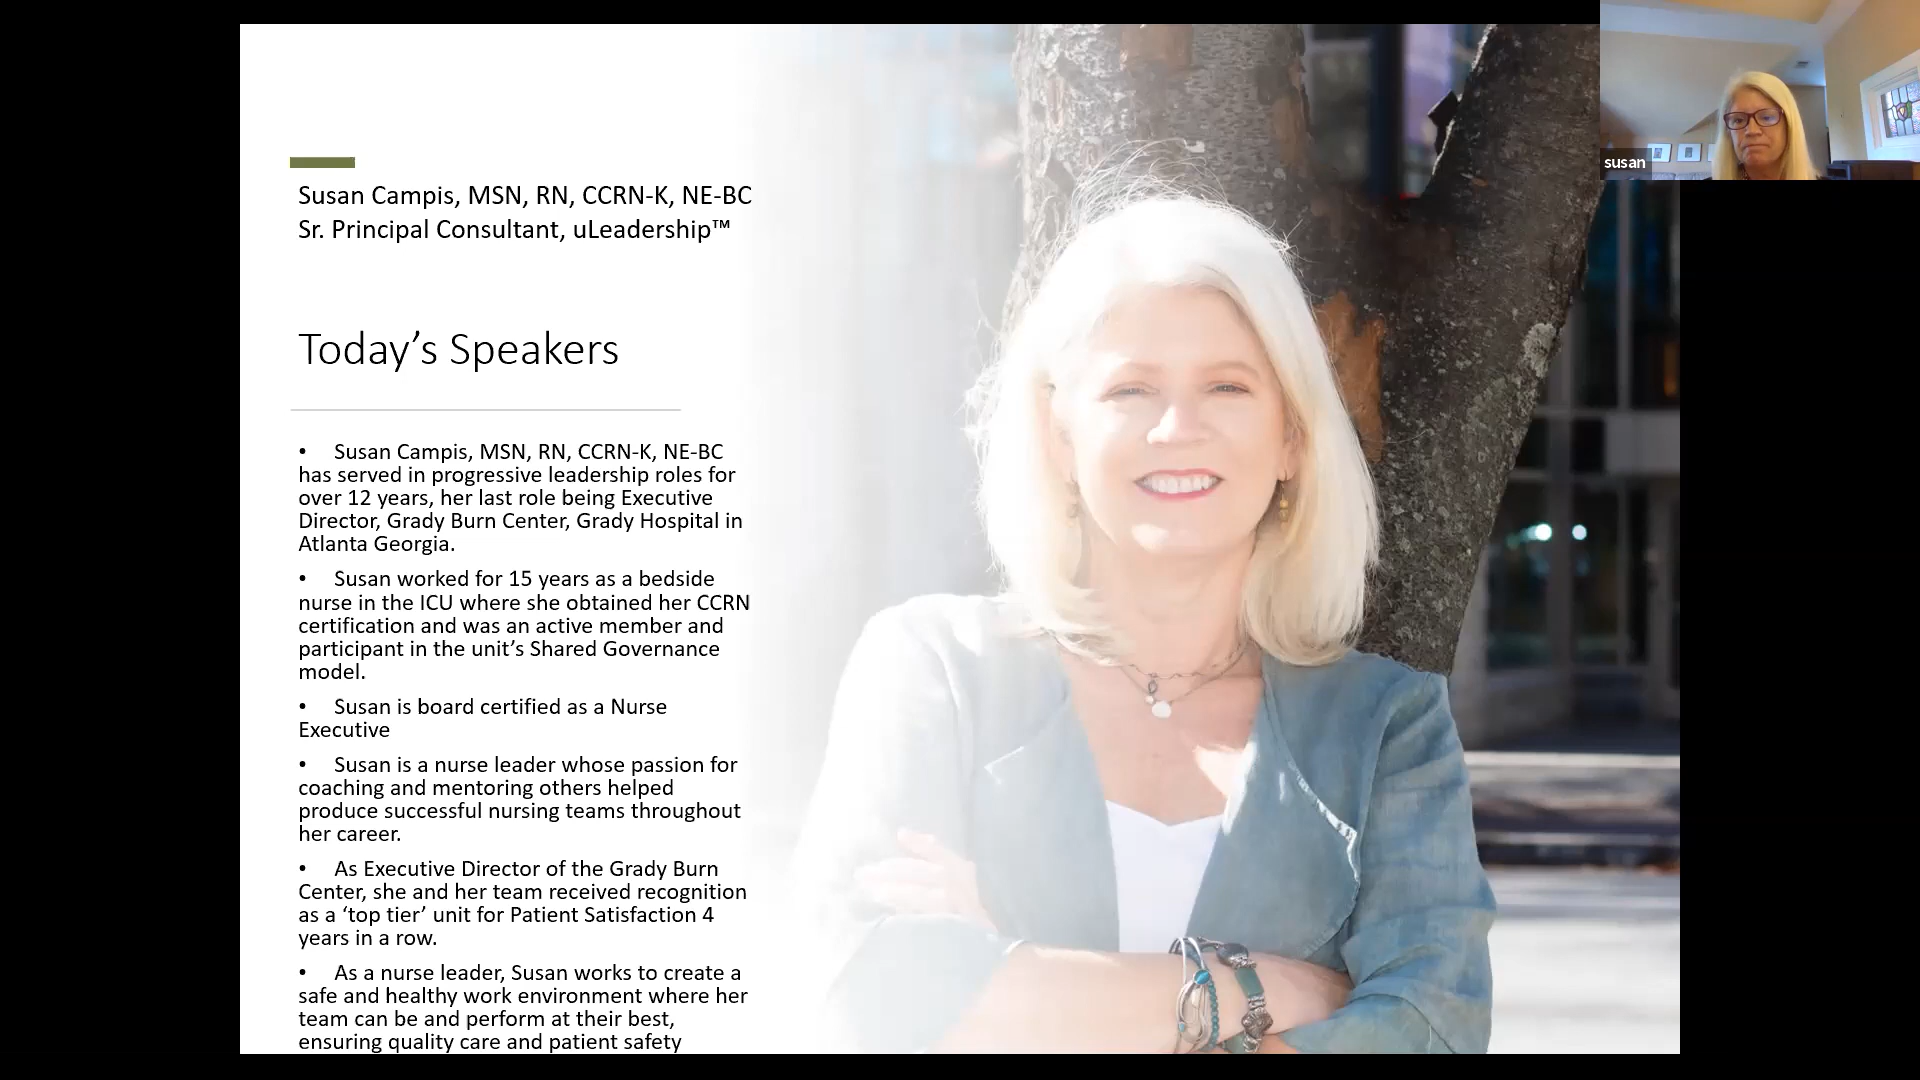 Susan Campis, MSN, RN, CCRN-K, NE-BC
Sr. Principal Consultant, uLeadership™
Today’s Speakers
• Susan Campis, MSN, RN, CCRN-K, NE-BC
has served in progressive leadership roles for
over 12 years, her last role being Executive
Director, Grady Burn Center, Grady Hospital in
Atlanta Georgia.
• Susan worked for 15 years as a bedside
nurse in the ICU where she obtained her CCRN
certification and was an active member and
participant in the unit’s Shared Governance
model.
• Susan is board certified as a Nurse
Executive
• Susan is a nurse leader whose passion for
coaching and mentoring others helped
produce successful nursing teams throughout
her career.
• As Executive Director of the Grady Burn
Center, she and her team received recognition
as a ‘top tier’ unit for Patient Satisfaction 4
years in a row.
• As a nurse leader, Susan works to create a
safe and healthy work environment where her
team can be and perform at their best,
ensuring quality care and patient safety
susan